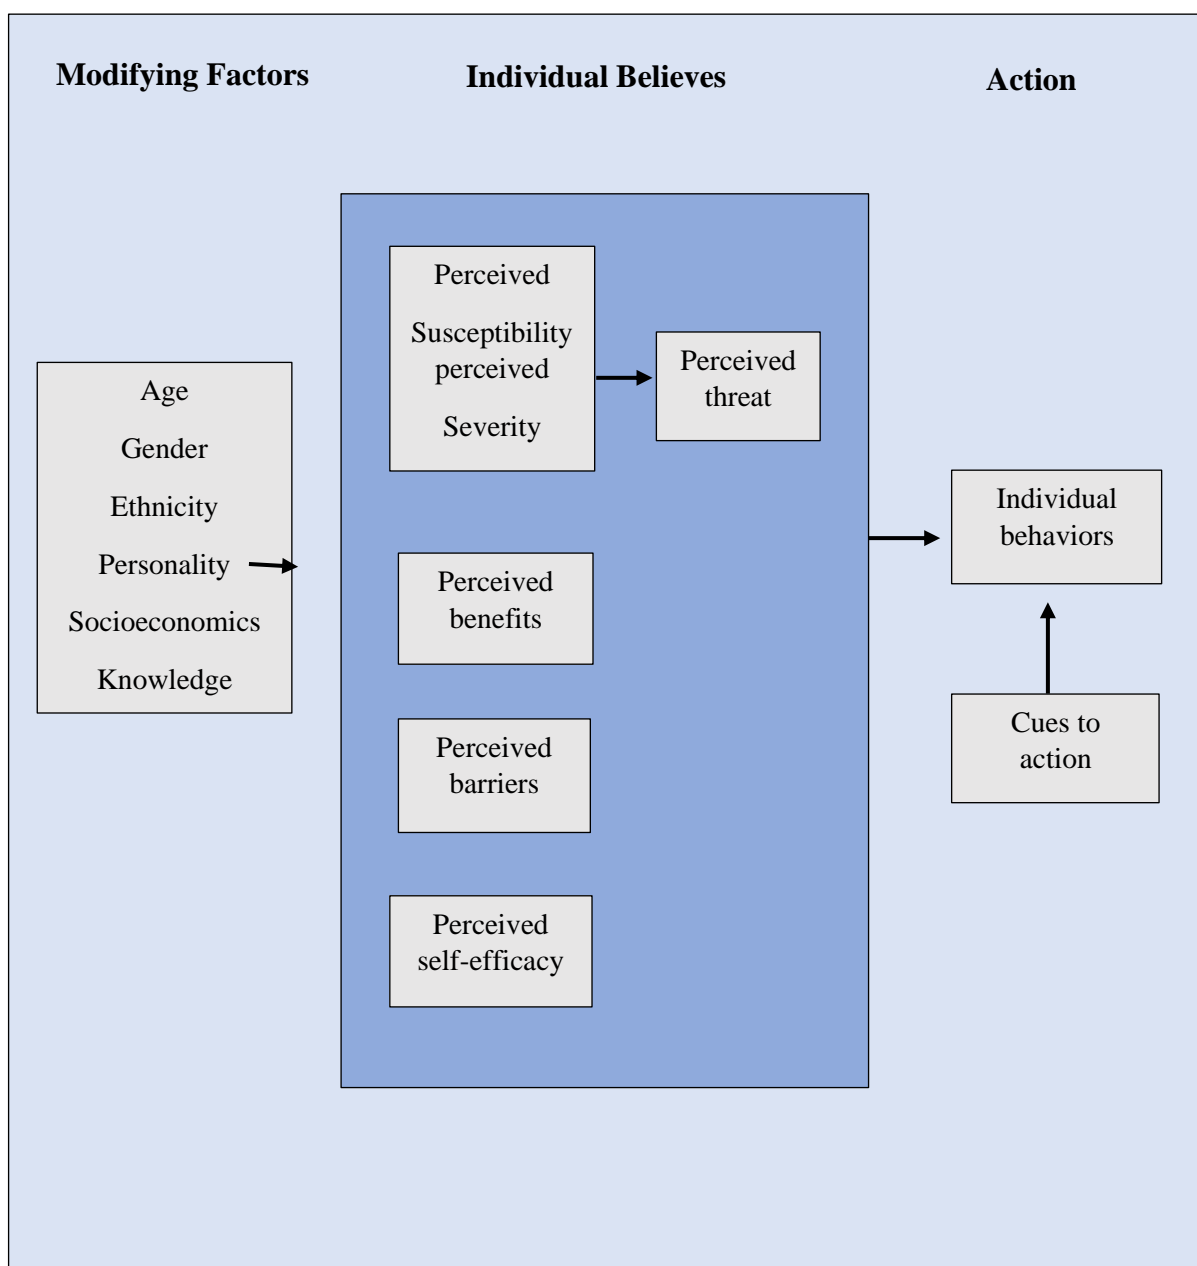 Modifying Factors
Individual Believes
Action
Age
Gender
Ethnicity
Personality
Socioeconomics
Knowledge
Perceived
Susceptibility
perceived
Severity
Perceived
threat
Perceived
benefits
Perceived
barriers
Perceived
self-efficacy
Individual
behaviors
Cues to
action